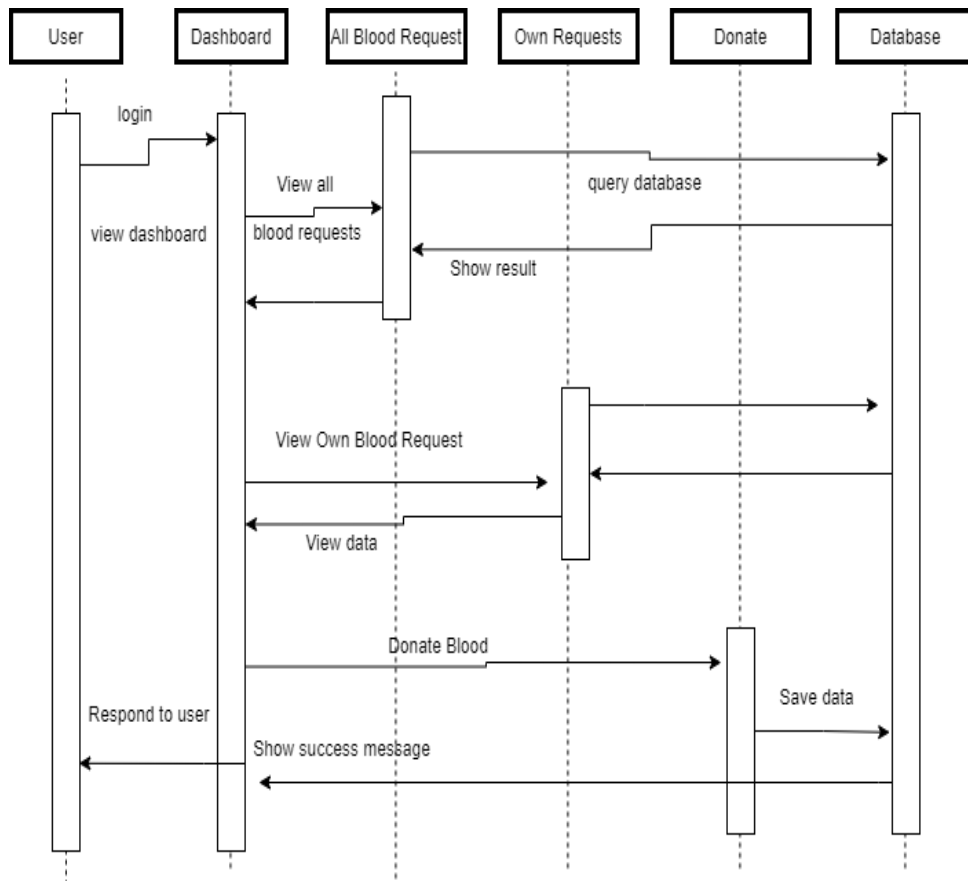 User
Dashboard
All Blood Request
Own Requests
Donate
Database
login
View all
query database
view dashboard
blood requests
Show result
View Own Blood Request
View data
Donate Blood
Save data
Respond to user
Show success message